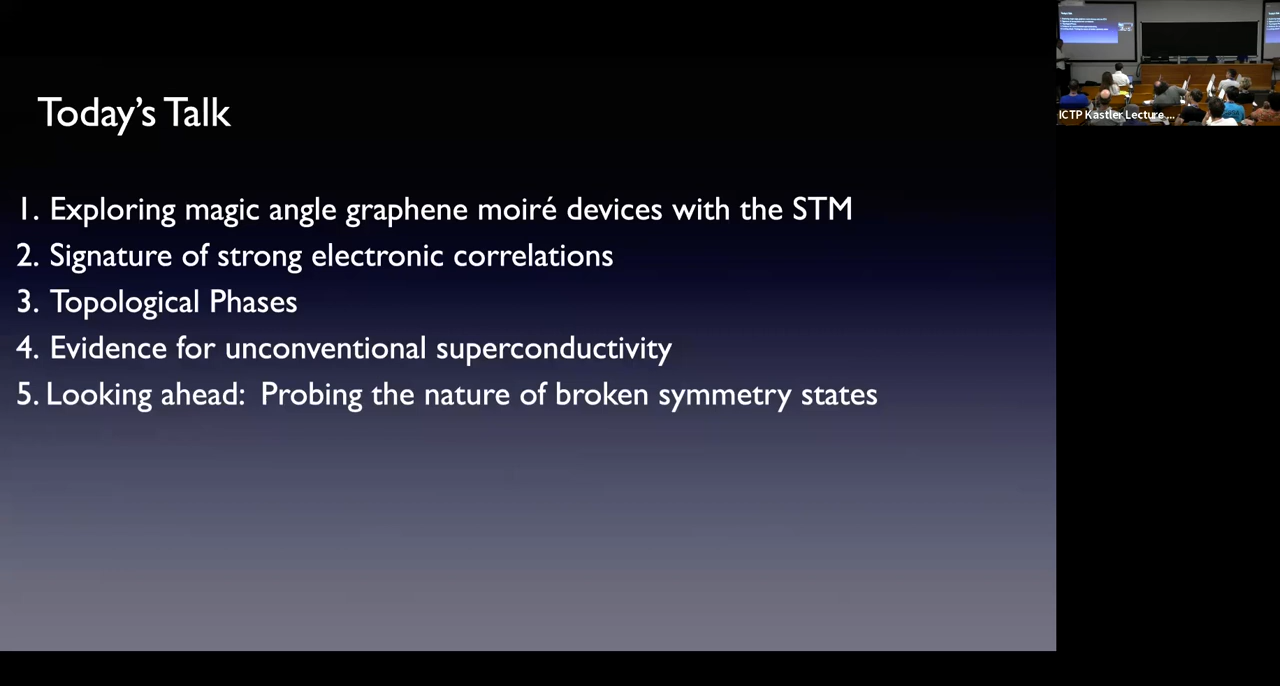 Today's Talk
1. Exploring magic angle graphene moiré devices with the STM
2. Signature of strong electronic correlations
3. Topological Phases
4. Evidence for unconventional superconductivity
5. Looking ahead:  Probing the nature of broken symmetry states
ICTP Kastler Lecture ...